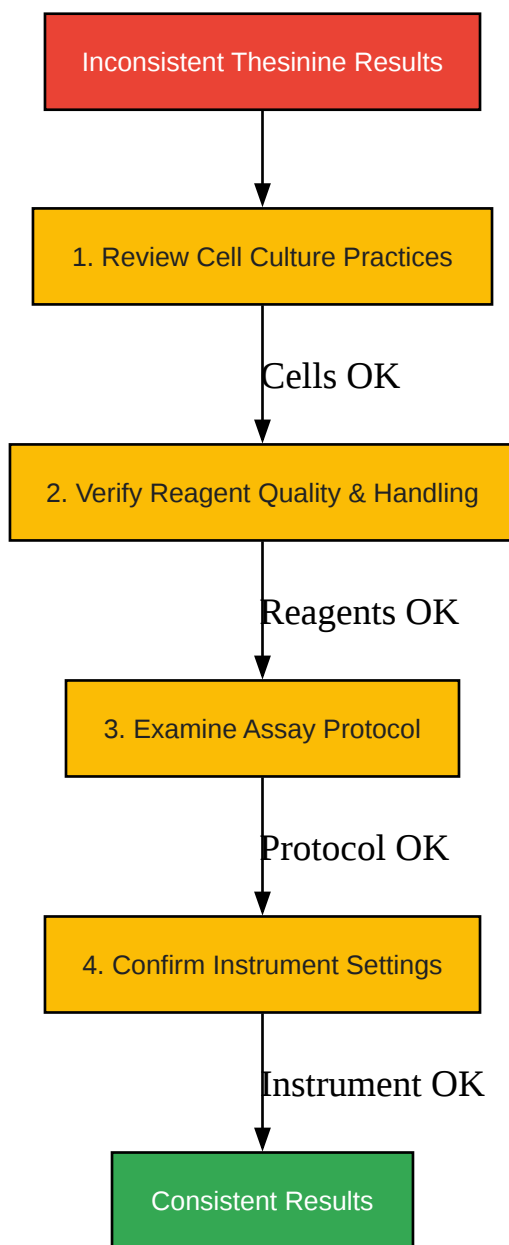 Inconsistent Thesinine Results
1. Review Cell Culture Practices
Cells OK
2. Verify Reagent Quality & Handling
Reagents OK
3. Examine Assay Protocol
Protocol OK
4. Confirm Instrument Settings
Instrument OK
Consistent Results